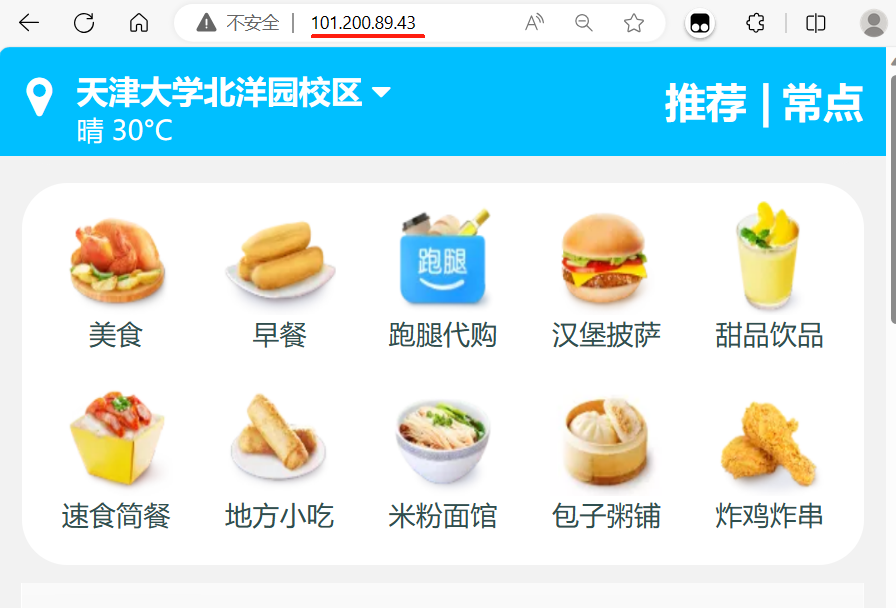 不安全 | 101.200.89.43
天津大学北洋园校区
晴 30°C
推荐 | 常点
跑腿
美食 早餐 跑腿代购 汉堡披萨 甜品饮品
速食简餐 地方小吃 米粉面馆 包子粥铺 炸鸡炸串